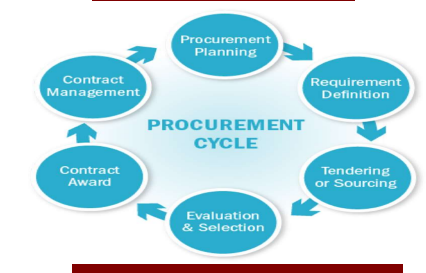 Procurement
Planning
Requirement
Definition
Tendering
or Sourcing
Evaluation
& Selection
Contract
Award
Contract
Management
PROCUREMENT
CYCLE